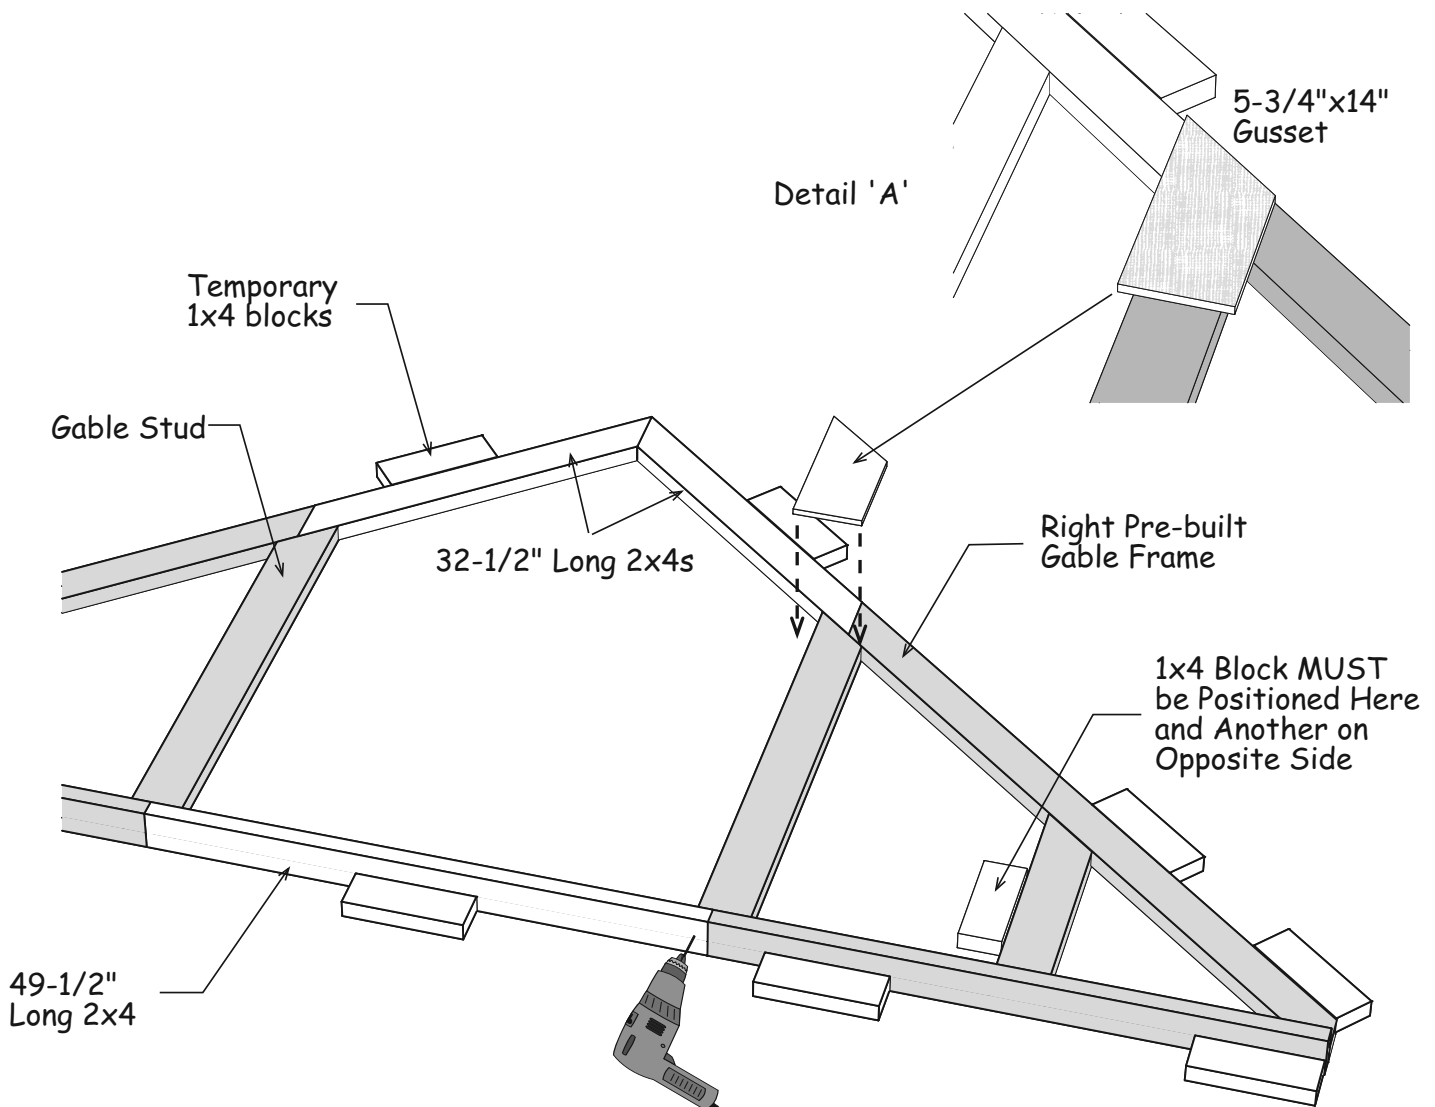 5-3/4"x14"
Gusset
Detail 'A'
Temporary
1x4 blocks
Gable Stud
32-1/2" Long 2x4s
Right Pre-built
Gable Frame
1x4 Block MUST
be Positioned Here
and Another on
Opposite Side
49-1/2"
Long 2x4